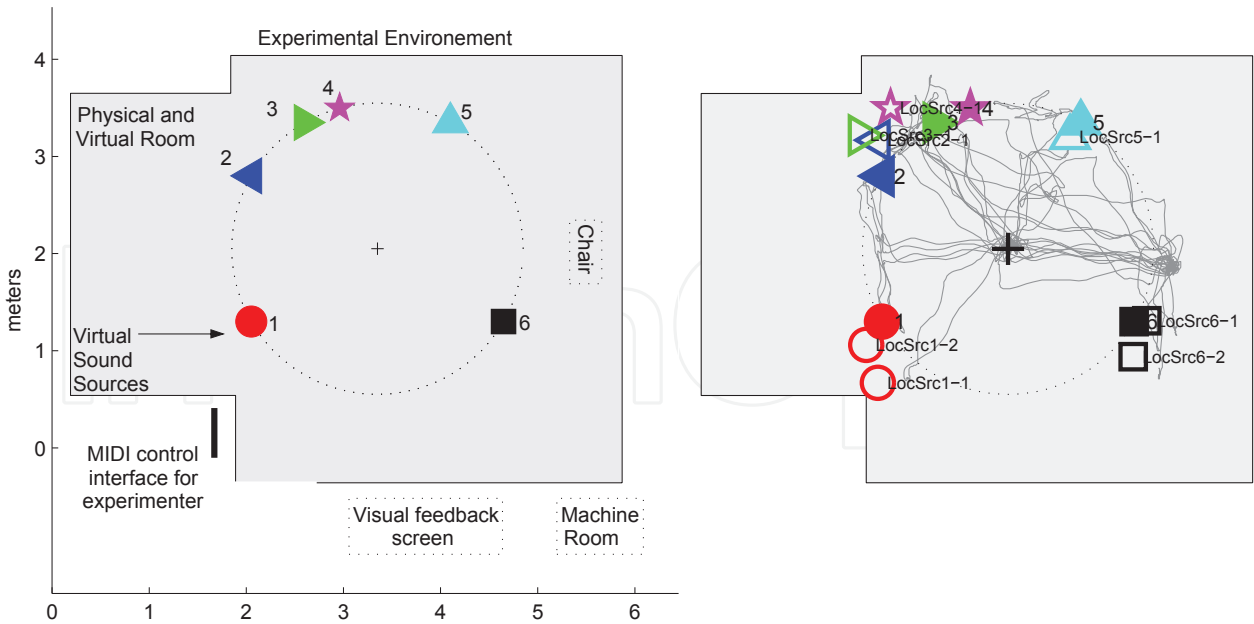 Experimental Environement
meters
4
3
2
1
0
0
1
2
3
4
5
6
Physical and
Virtual Room
3
4
5
2
Chair
1
6
Virtual
Sound
Sources
MIDI control
interface for
experimenter
Visual feedback
screen
Machine
Room
LocSrc4−1
4
3
LocSrc3−1
LocSrc2−1
5
LocSrc5−1
2
1
LocSrc1−2
LocSrc1−1
6
LocSrc6−1
LocSrc6−2